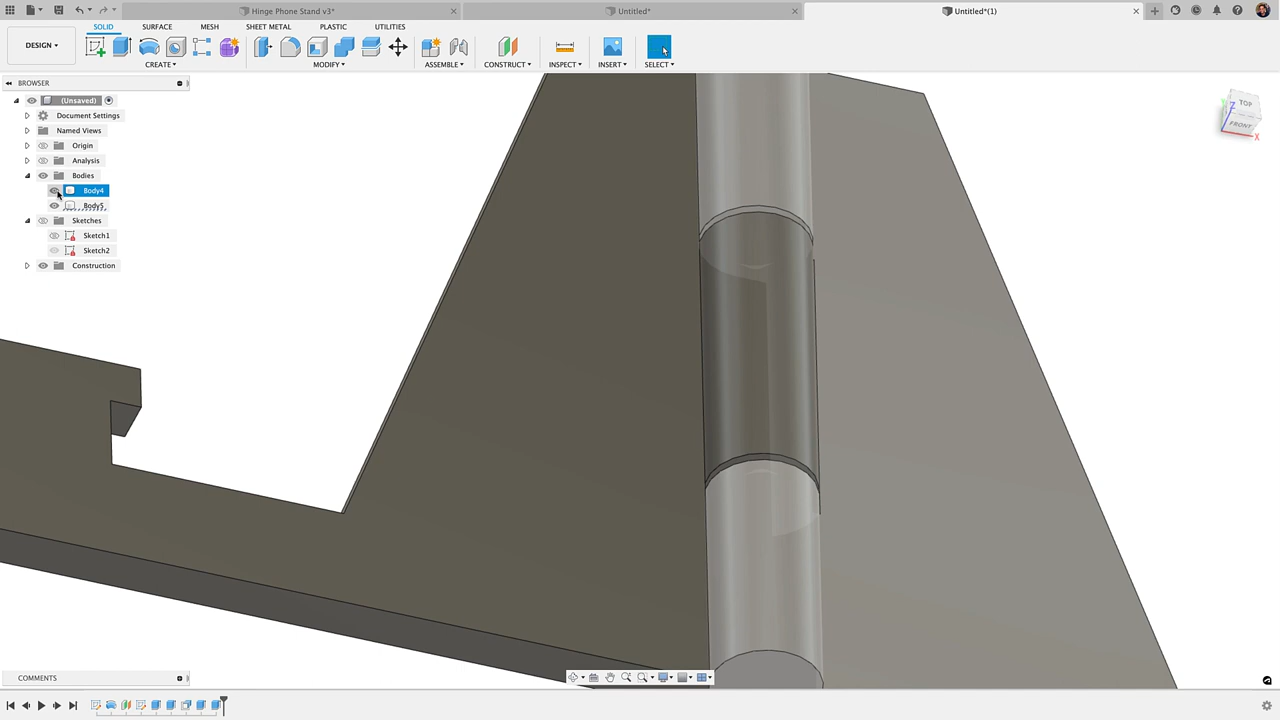 Hinge Phone Stand v3*
Untitled*
Untitled*(1)
SOLID SURFACE MESH SHEET METAL PLASTIC UTILITIES
DESIGN
CREATE MODIFY ASSEMBLE CONSTRUCT INSPECT INSERT SELECT
BROWSER
(Unsaved)
Document Settings
Named Views
Origin
Analysis
Bodies
Body4
Body5
Sketches
Sketch1
Sketch2
Construction
TOP
FRONT
Z
X
COMMENTS